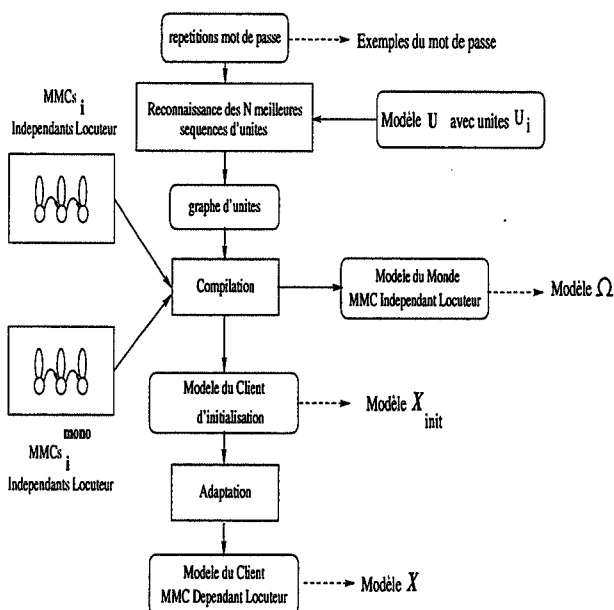 repetitions mot de passe
Exemples du mot de passe
MMCs i
Independants Locuteur
Reconnaissance des N meilleures
sequences d'unites
Modèle U avec unites Ui
graphe d'unites
Compilation
Modele du Monde
MMC Independant Locuteur
Modèle Ω
Modele du Client
d'initialisation
Modèle X init
mono
MMCs i
Independants Locuteur
Adaptation
Modele du Client
MMC Dependant Locuteur
Modèle X